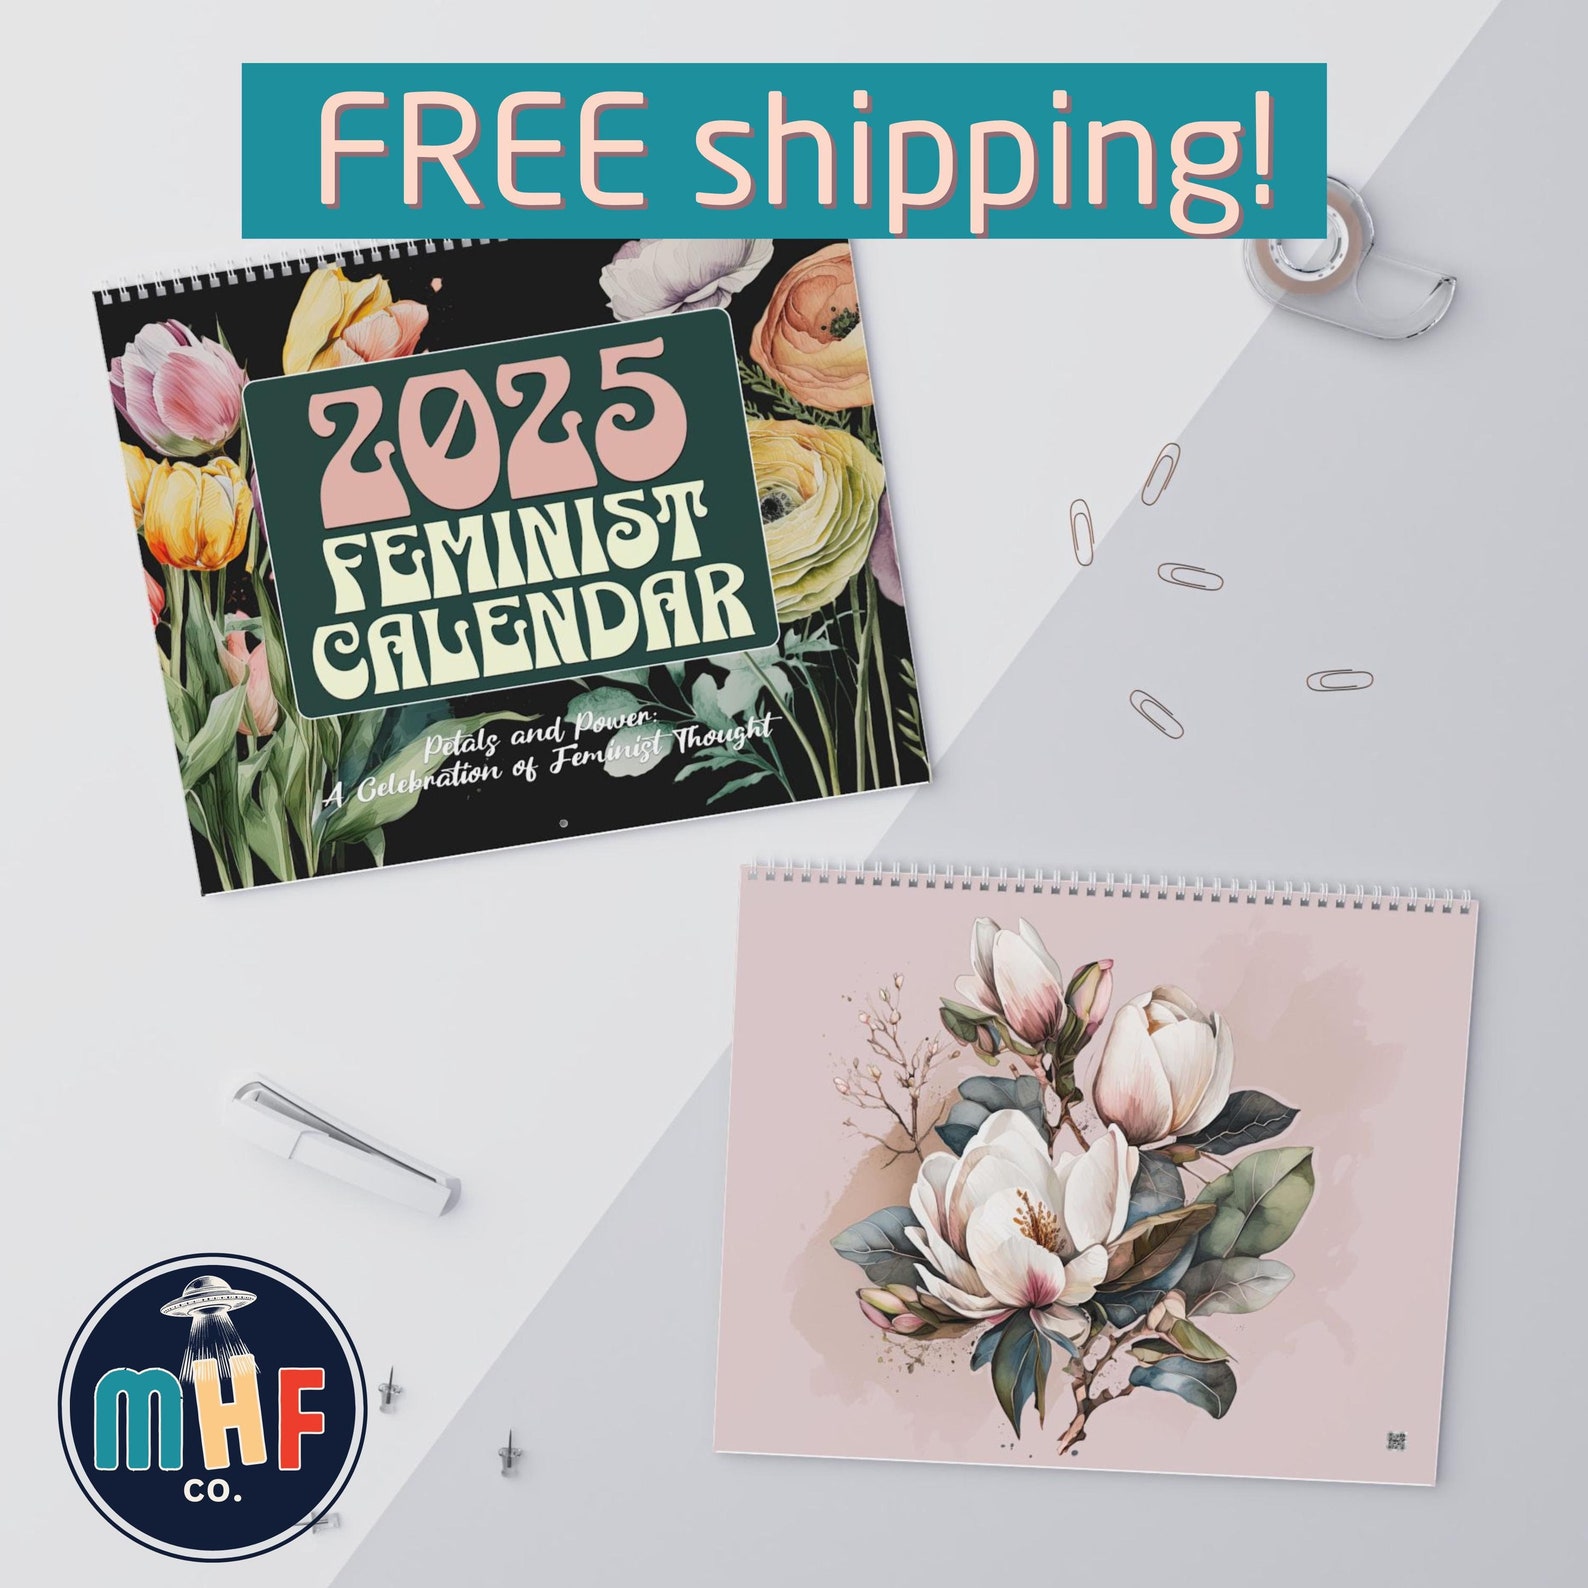 FREE shipping!
2025
FEMINIST
CALENDAR
Petals and Power:
A Celebration of Feminist Thought
MHF
CO.